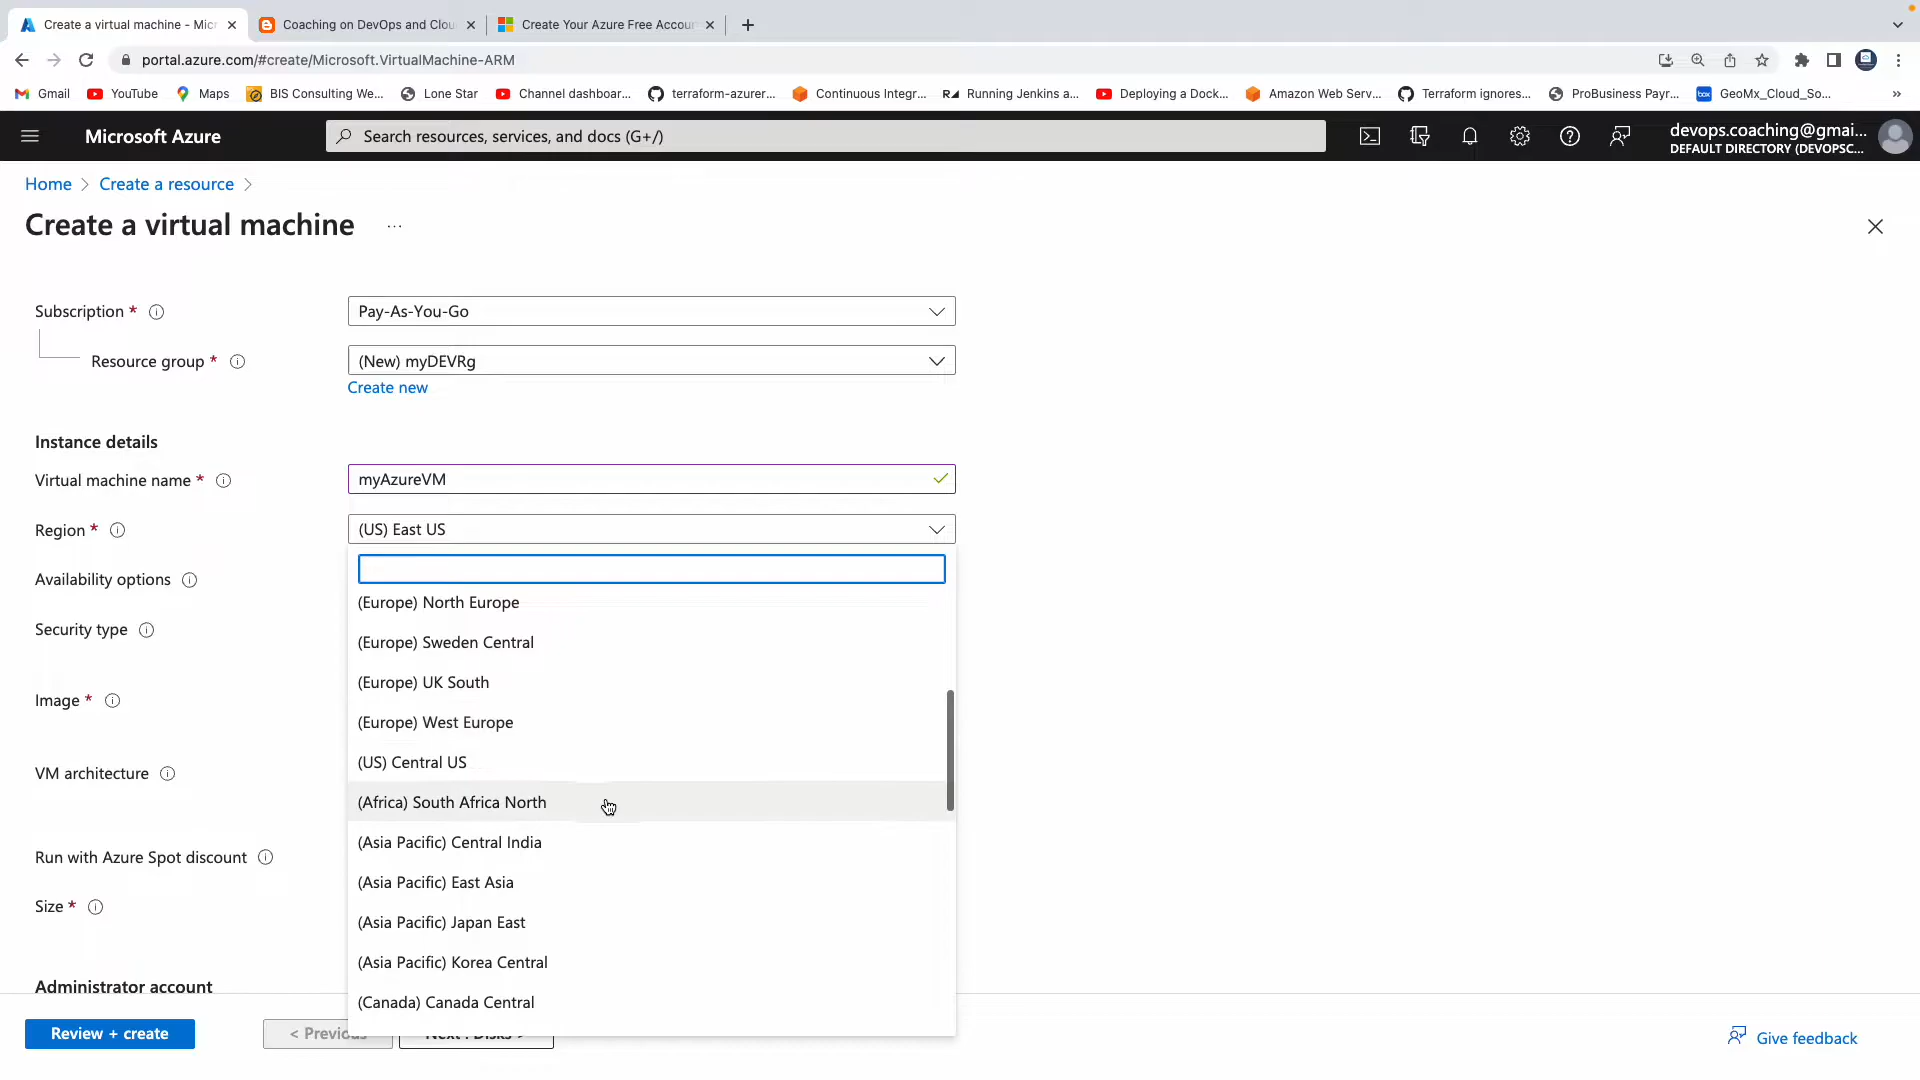 Create a virtual machine - Micr
Coaching on DevOps and Clou
Create Your Azure Free Accoun
portal.azure.com/#create/Microsoft.VirtualMachine-ARM
Gmail
YouTube
Maps
BIS Consulting We...
Lone Star
Channel dashboar...
terraform-azurer...
Continuous Integr...
Running Jenkins a...
Deploying a Dock...
Amazon Web Serv...
Terraform ignores...
ProBusiness Payr...
GeoMx_Cloud_So...
Microsoft Azure
Search resources, services, and docs (G+/)
devops.coaching@gmai...
DEFAULT DIRECTORY (DEVOPSC...
Home
Create a resource
Create a virtual machine
Subscription *
Pay-As-You-Go
Resource group *
(New) myDEVRg
Create new
Instance details
Virtual machine name *
myAzureVM
Region *
(US) East US
Availability options
(Europe) North Europe
Security type
(Europe) Sweden Central
(Europe) UK South
Image *
(Europe) West Europe
(US) Central US
VM architecture
(Africa) South Africa North
(Asia Pacific) Central India
Run with Azure Spot discount
(Asia Pacific) East Asia
Size *
(Asia Pacific) Japan East
(Asia Pacific) Korea Central
Administrator account
(Canada) Canada Central
Review + create
< Previous
Next : Disks >
Give feedback